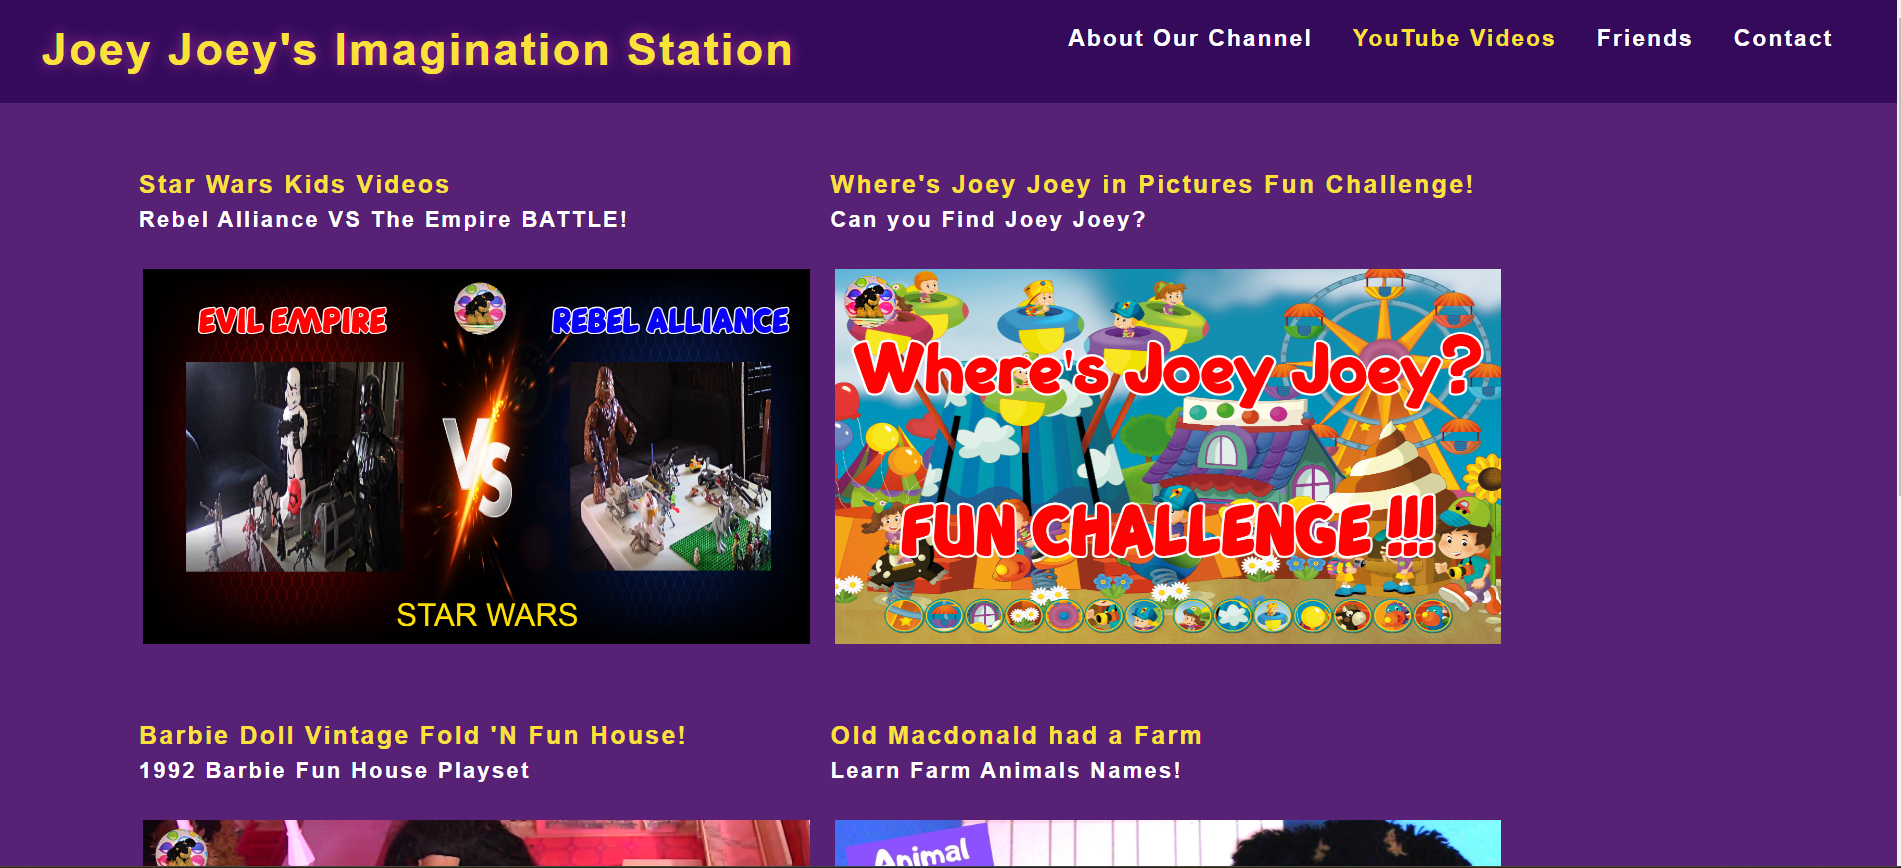 Joey Joey's Imagination Station
About Our Channel
YouTube Videos
Friends
Contact
Star Wars Kids Videos
Rebel Alliance VS The Empire BATTLE!
EVIL EMPIRE
REBEL ALLIANCE
VS
STAR WARS
Where's Joey Joey in Pictures Fun Challenge!
Can you Find Joey Joey?
Where's Joey Joey?
FUN CHALLENGE !!!
Barbie Doll Vintage Fold 'N Fun House!
1992 Barbie Fun House Playset
Old Macdonald had a Farm
Learn Farm Animals Names!
Animal